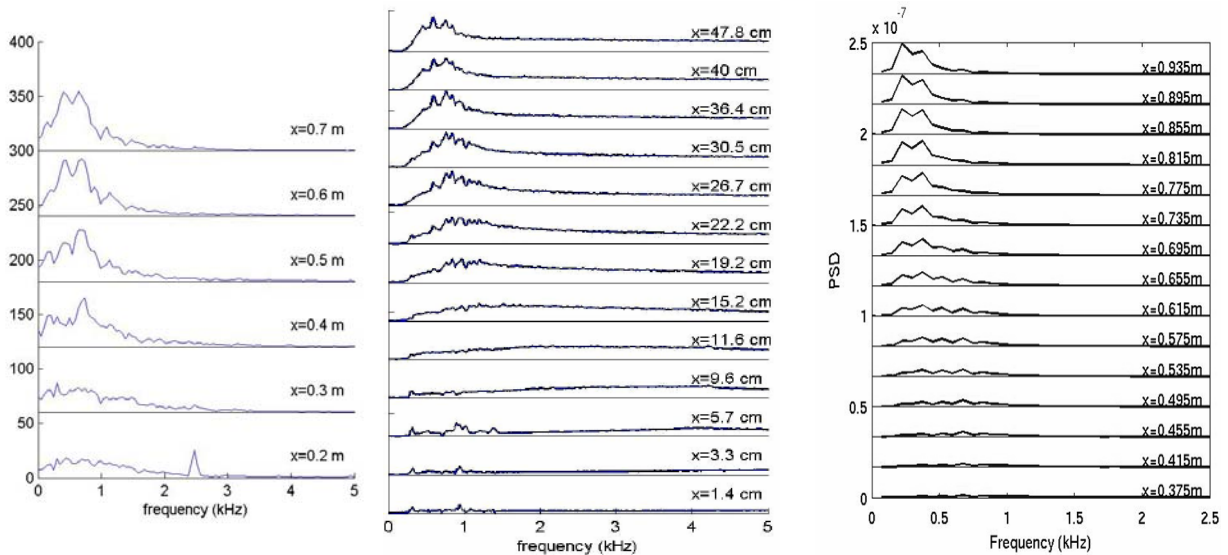 400
350
x=0.7 m
300
x=0.6 m
250
x=0.5 m
200
x=0.4 m
150
x=0.3 m
100
50
x=0.2 m
0
0 1 2 3 4 5
frequency (kHz)
x=47.8 cm
x=40 cm
x=36.4 cm
x=30.5 cm
x=26.7 cm
x=22.2 cm
x=19.2 cm
x=15.2 cm
x=11.6 cm
x=9.6 cm
x=5.7 cm
x=3.3 cm
x=1.4 cm
0 1 2 3 4 5
frequency (kHz)
x 10-7
2.5
x=0.935m
x=0.895m
x=0.855m
2
x=0.815m
x=0.775m
x=0.735m
1.5
x=0.695m
x=0.655m
PSD
x=0.615m
1
x=0.575m
x=0.535m
x=0.495m
0.5
x=0.455m
x=0.415m
x=0.375m
0
0 0.5 1 1.5 2 2.5
Frequency (kHz)